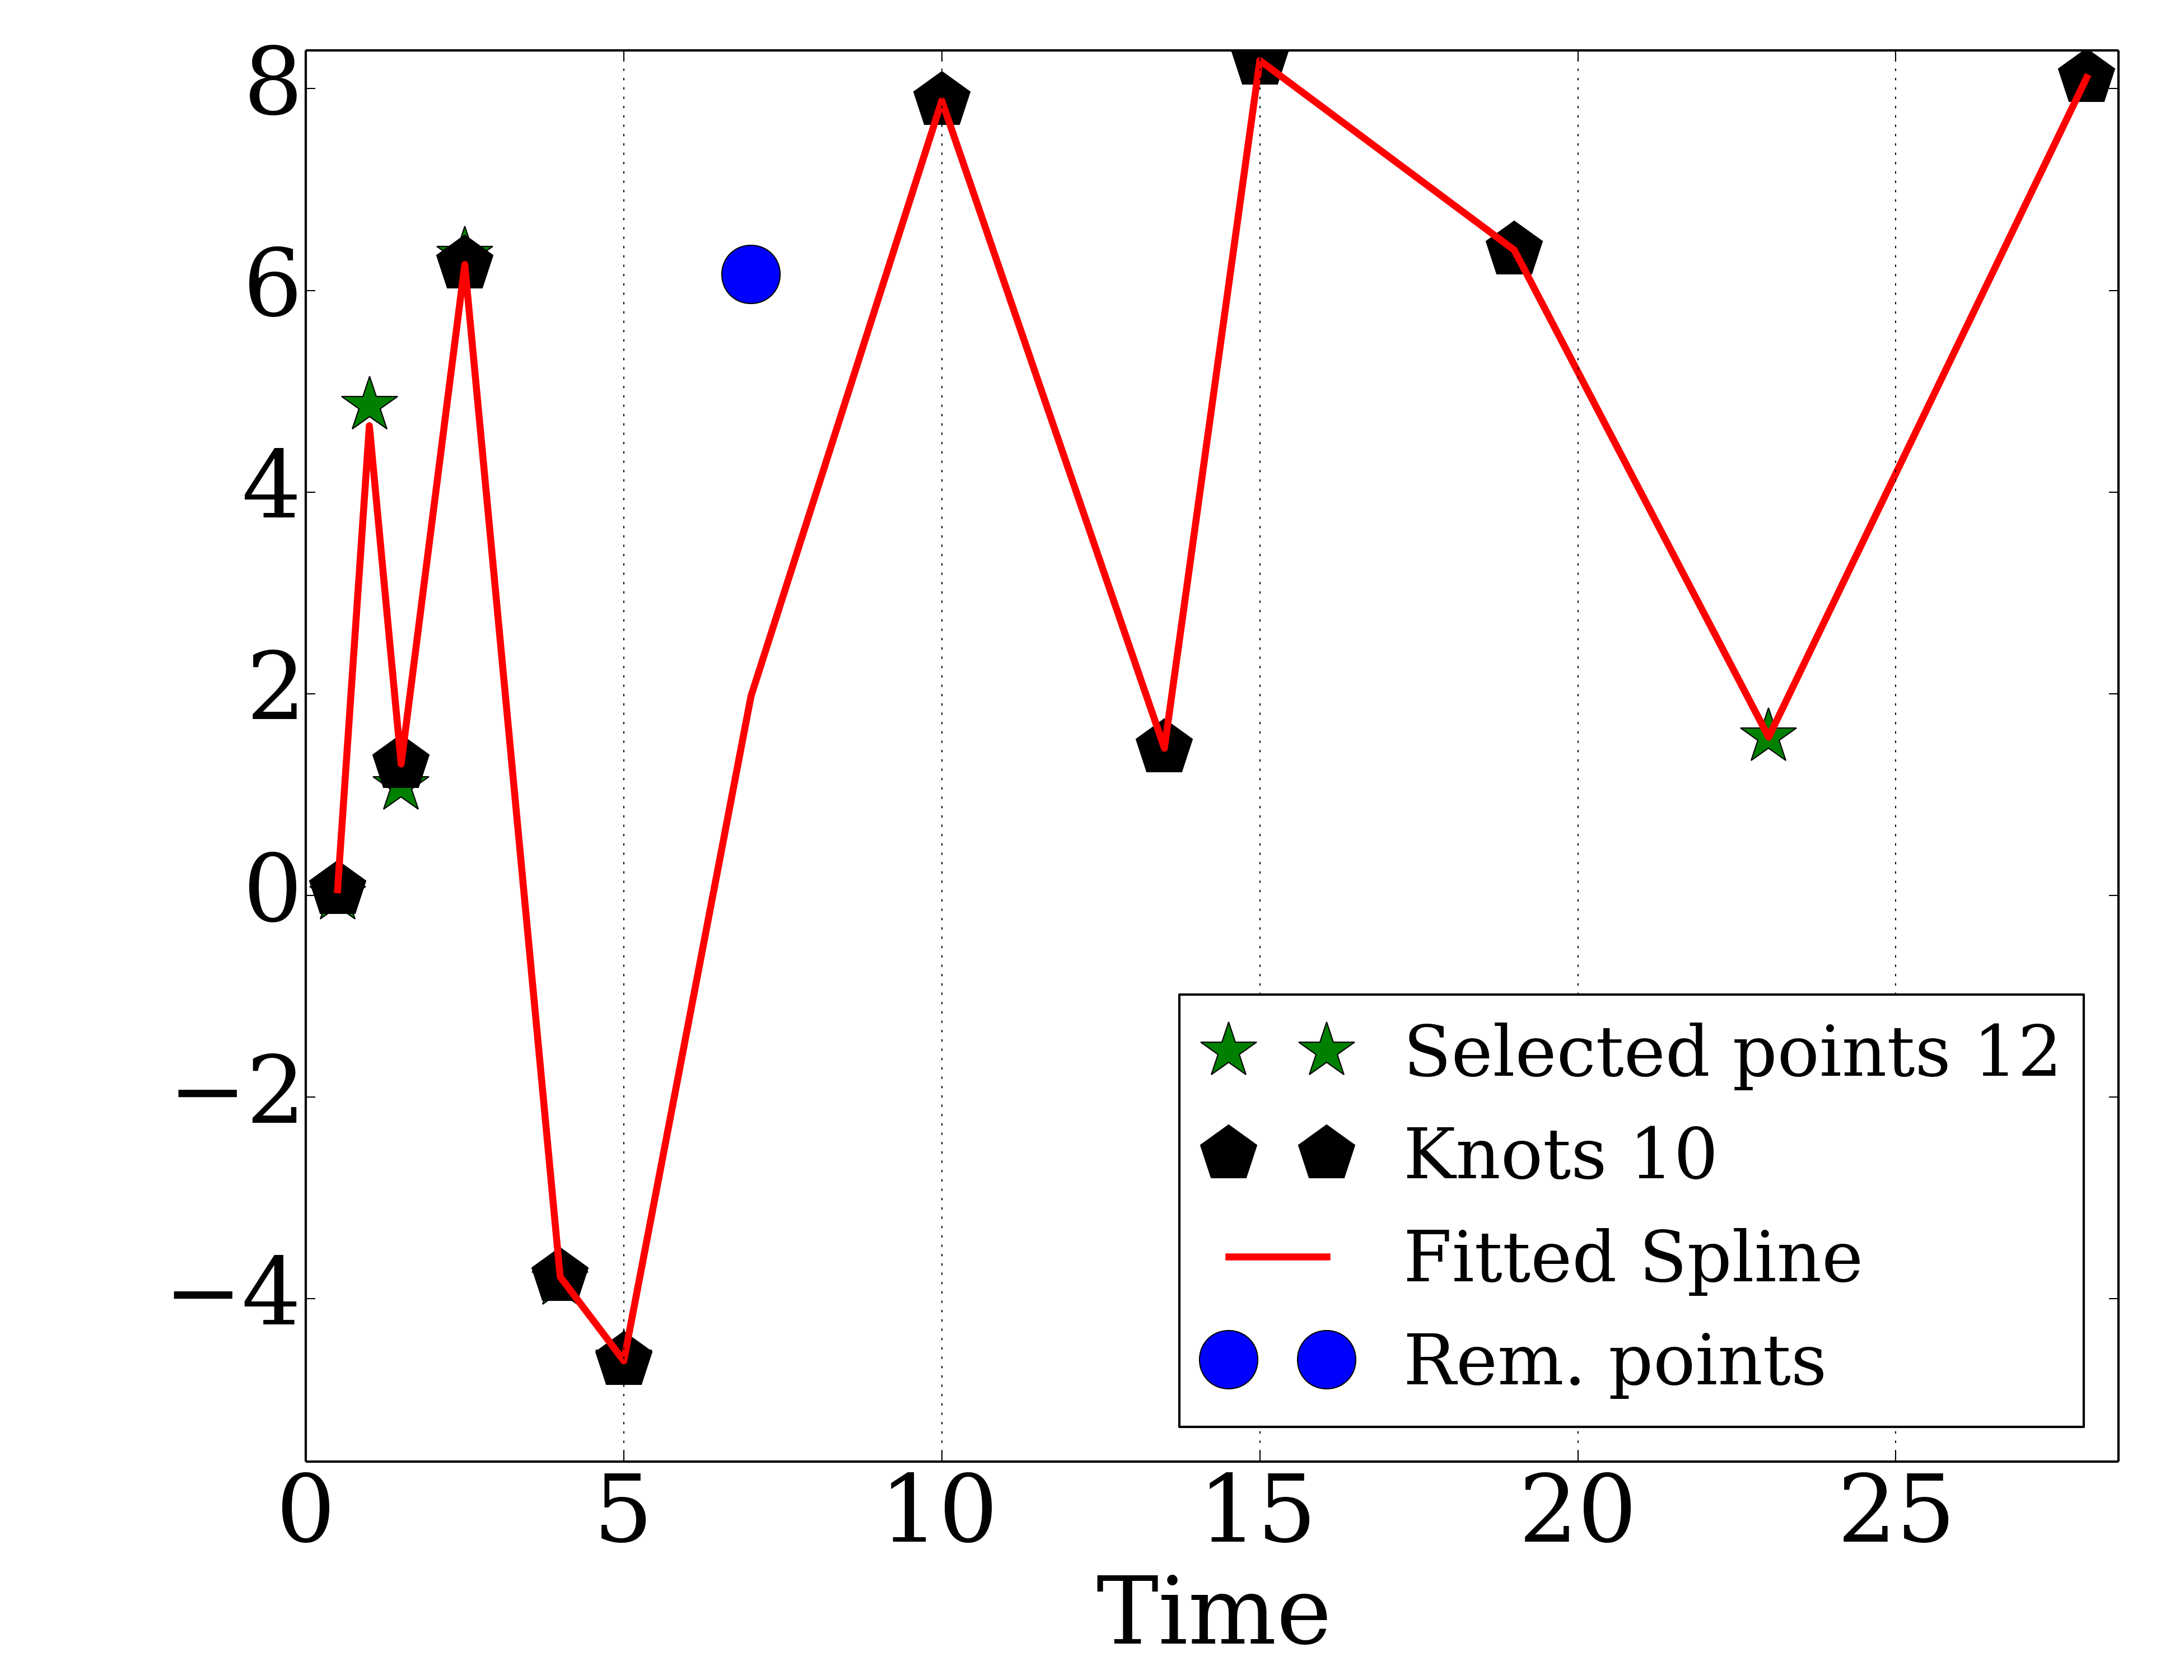 8
6
4
2
0
−2
−4
0 5 10 15 20 25
Time
Selected points 12
Knots 10
Fitted Spline
Rem. points